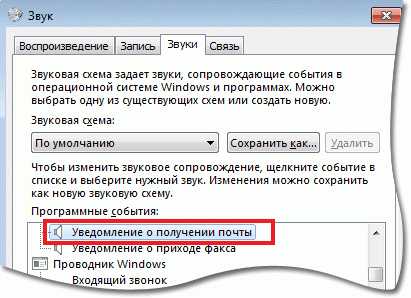 Звук
Воспроизведение Запись Звуки Связь
Звуковая схема задает звуки, сопровождающие события в
операционной системе Windows и программах. Можно
выбрать одну из существующих схем или создать новую.
Звуковая схема:
По умолчанию Сохранить как... Удалить
Чтобы изменить звуковое сопровождение, щелкните событие в
списке и выберите нужный звук. Изменения можно сохранить
как новую звуковую схему.
Программные события:
Уведомление о получении почты
Уведомление о приходе факса
Проводник Windows
Входящий звонок